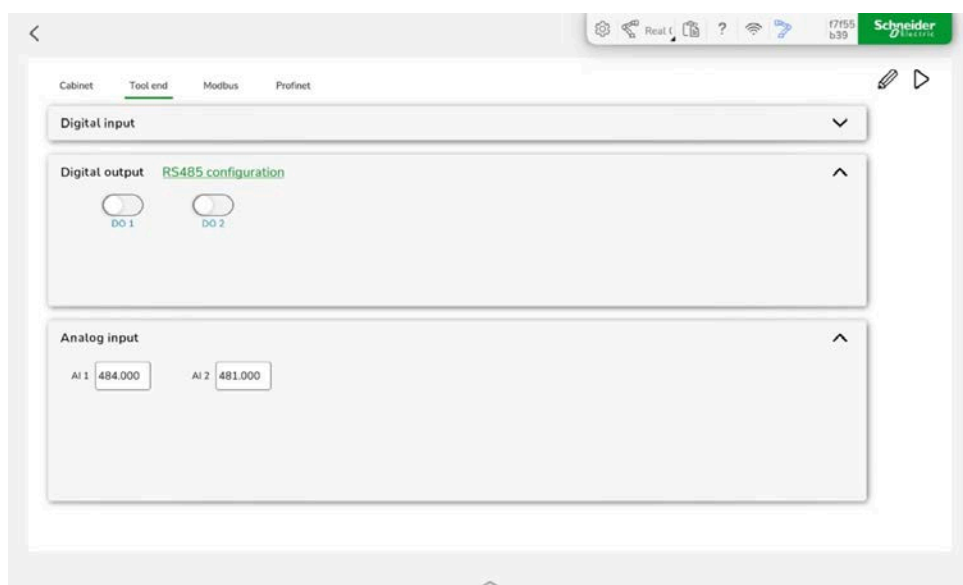 Real
?
f7f55
b39
Schneider
Electric
Cabinet Tool end Modbus Profinet
Digital input
Digital output RS485 configuration
DO 1 DO 2
Analog input
AI 1 484.000 AI 2 481.000